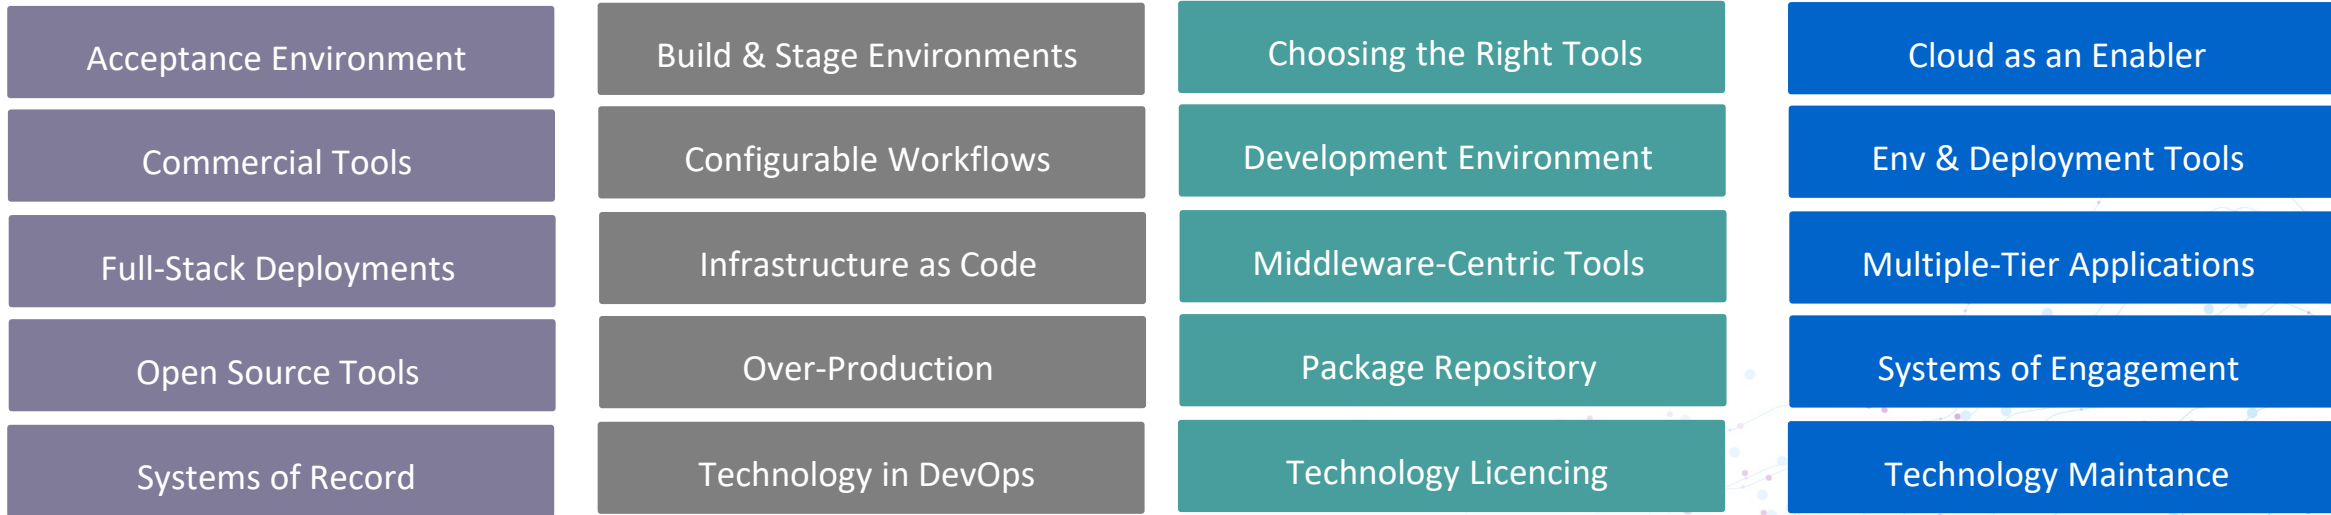 Acceptance Environment
Build & Stage Environments
Choosing the Right Tools
Cloud as an Enabler
Commercial Tools
Configurable Workflows
Development Environment
Env & Deployment Tools
Full-Stack Deployments
Infrastructure as Code
Middleware-Centric Tools
Multiple-Tier Applications
Open Source Tools
Over-Production
Package Repository
Systems of Engagement
Systems of Record
Technology in DevOps
Technology Licencing
Technology Maintance